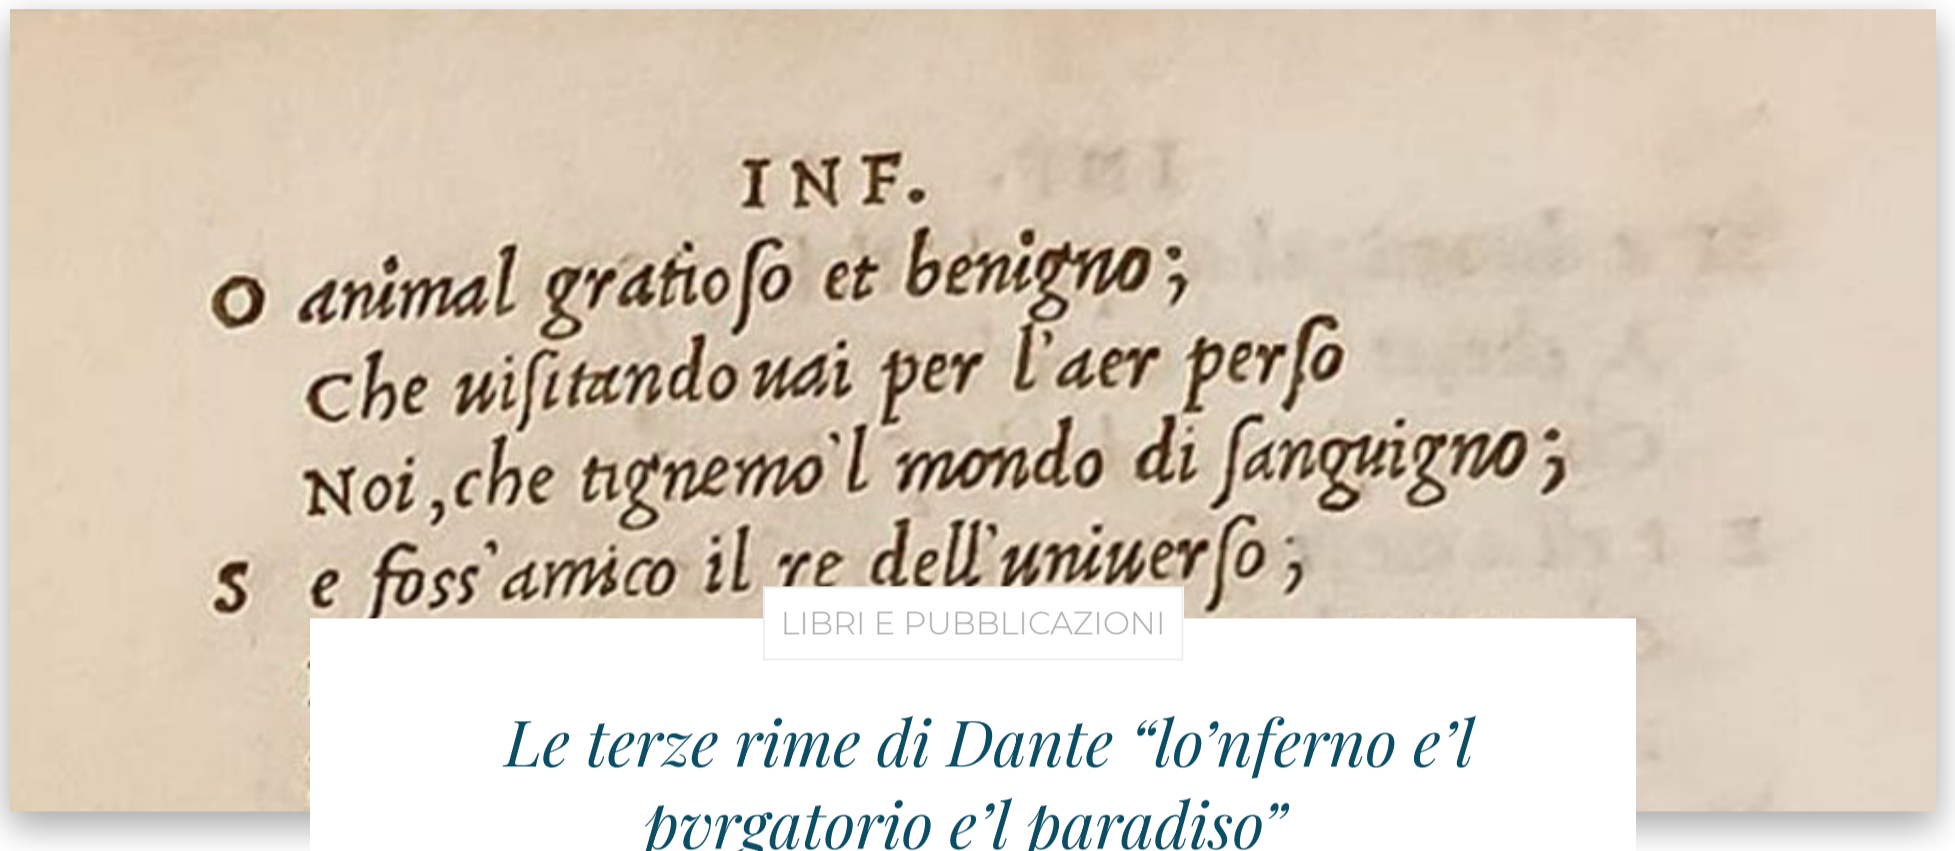 INF.
O animal gratioſo et benigno;
Che uiſitando uai per l'aer perſo
Noi, che tignemo'l mondo di ſanguigno;
S e foss'amico il re dell'uniuerſo;
LIBRI E PUBBLICAZIONI
Le terze rime di Dante “lo’nferno e’l
pvrgatorio e’l paradiso”